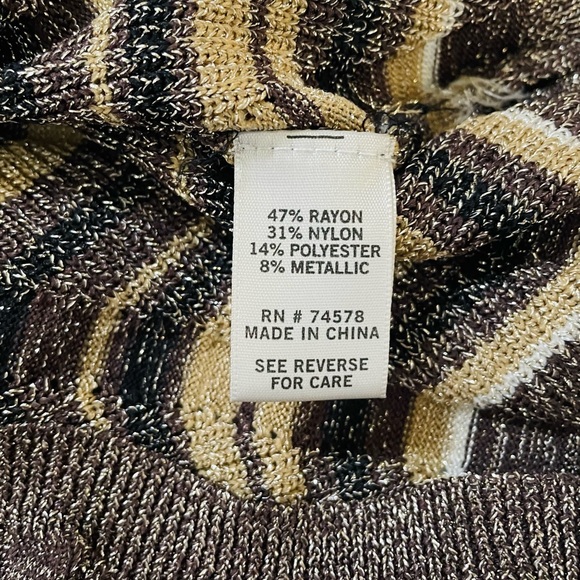 47% RAYON
31% NYLON
14% POLYESTER
8% METALLIC
RN # 74578
MADE IN CHINA
SEE REVERSE
FOR CARE